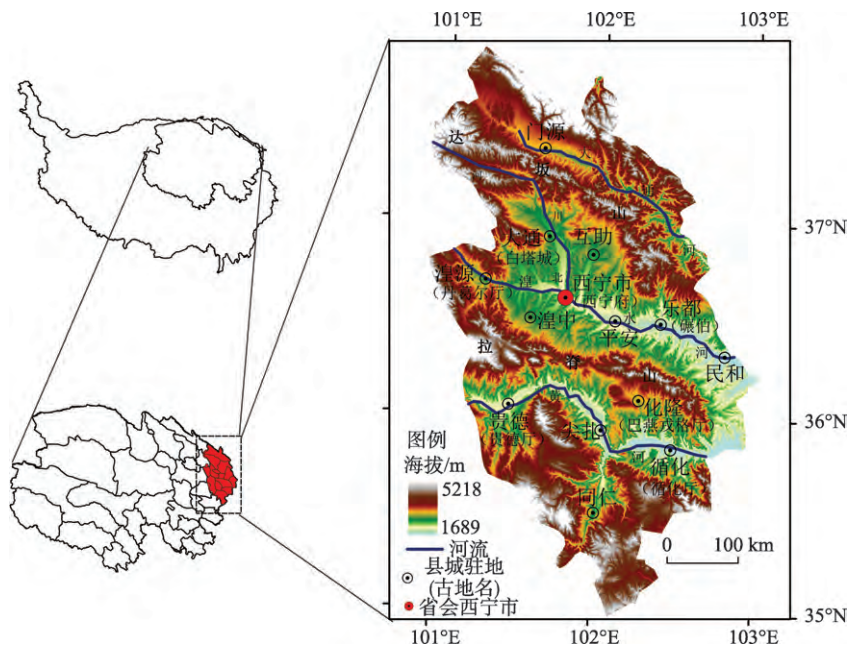 101°E 102°E 103°E
门源
达
坂
大
通
山
河
37°N
大通
互助
(白塔城)
川
湟源
湟
北
西宁市
(丹噶尔厅)
(西宁府)
乐都
湟中
水
(碾伯)
平安
河
民和
拉
脊
山
化隆
(巴燕戎格厅)
36°N
贵德
黄
尖扎
(贵德厅)
河
循化
(循化厅)
同仁
图例
海拔/m
5218
1689
河流
县城驻地
(古地名)
省会西宁市
0 100 km
35°N
101°E 102°E 103°E